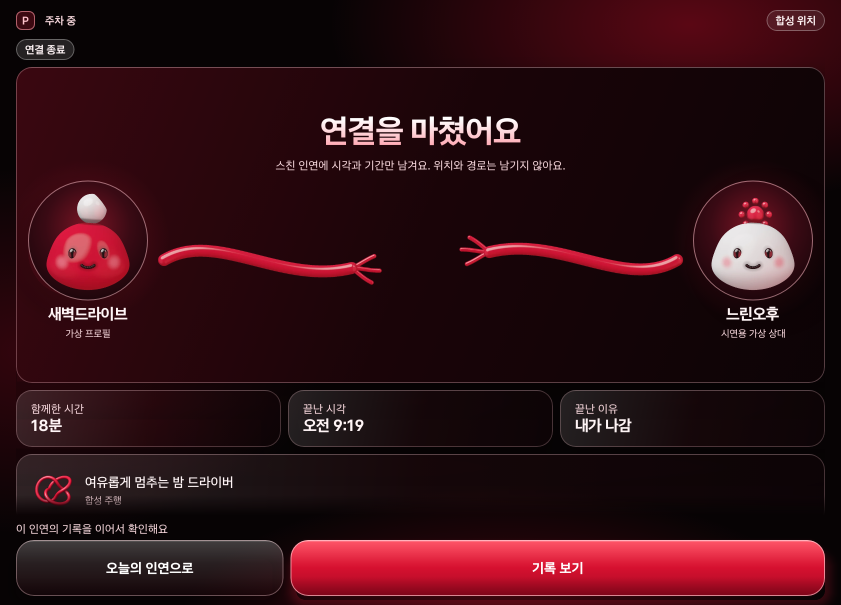 P 주차 중
합성 위치
연결 종료
연결을 마쳤어요
스친 인연에 시각과 기간만 남겨요. 위치와 경로는 남기지 않아요.
새벽드라이브
가상 프로필
느린오후
시연용 가상 상대
함께한 시간
18분
끝난 시각
오전 9:19
끝난 이유
내가 나감
여유롭게 멈추는 밤 드라이버
합성 주행
이 인연의 기록을 이어서 확인해요
오늘의 인연으로
기록 보기